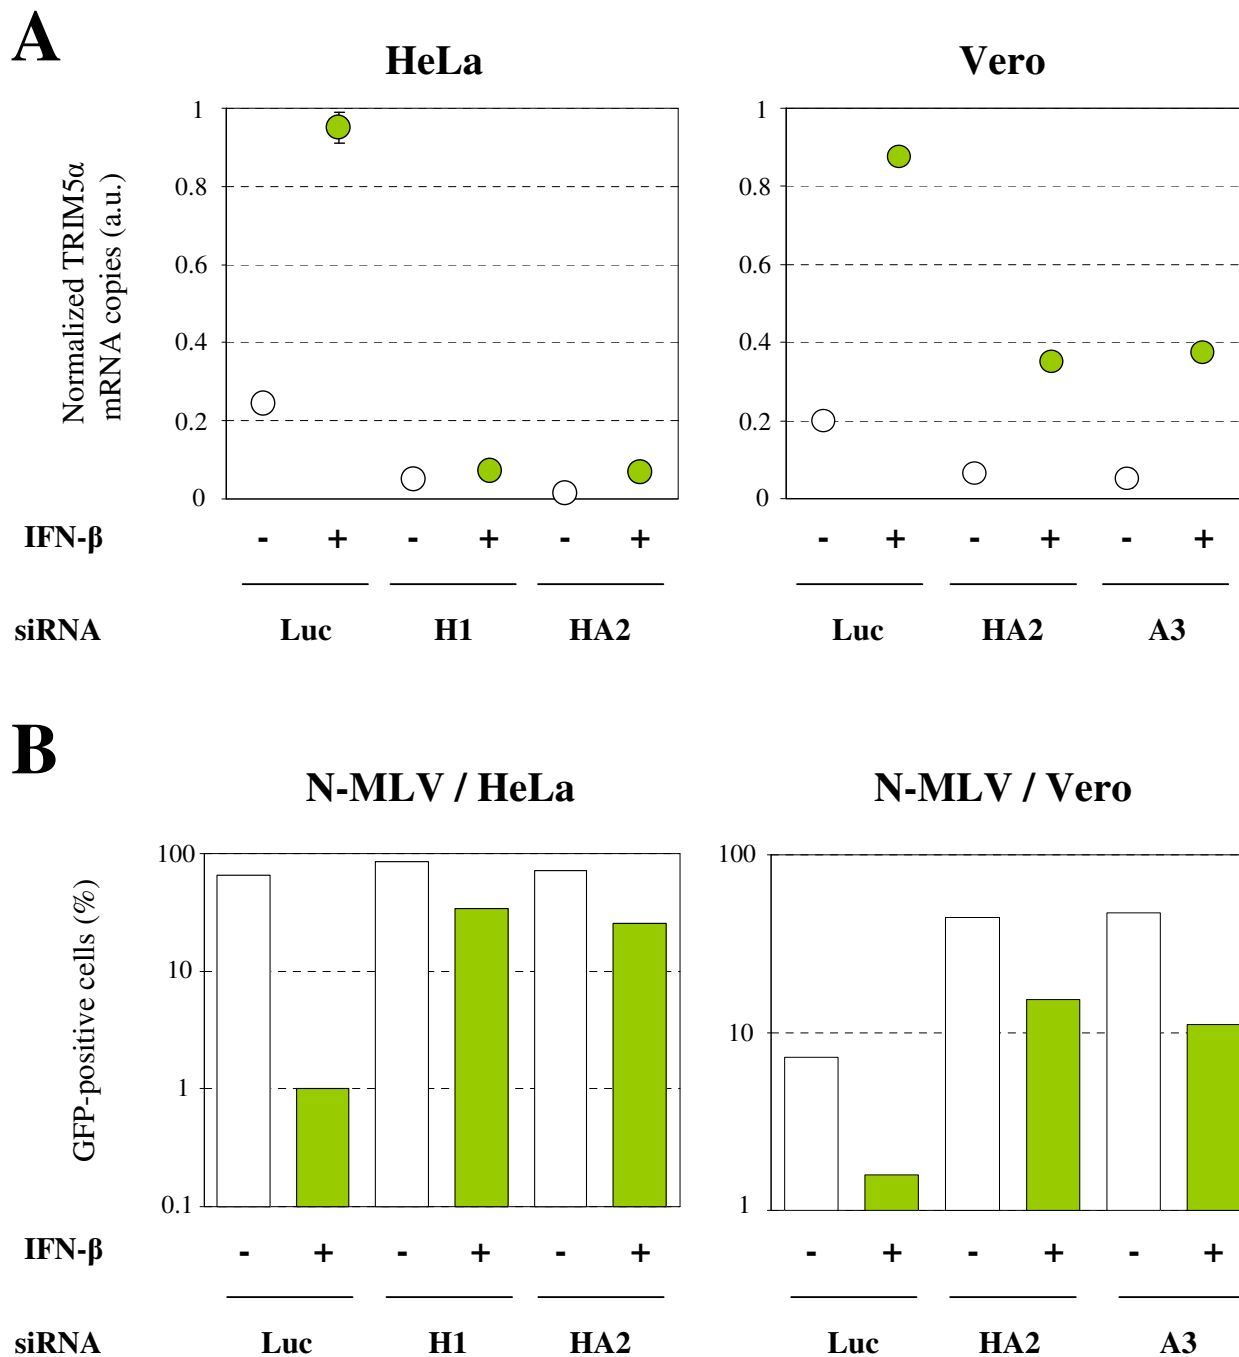 A
HeLa
Vero
Normalized TRIM5α
mRNA copies (a.u.)
1
0.8
0.6
0.4
0.2
0
1
0.8
0.6
0.4
0.2
0
IFN-β - + - + - + - + - + - +
siRNA Luc H1 HA2 Luc HA2 A3
B
N-MLV / HeLa
N-MLV / Vero
GFP-positive cells (%)
100
10
1
0.1
100
10
1
IFN-β - + - + - + - + - + - +
siRNA Luc H1 HA2 Luc HA2 A3